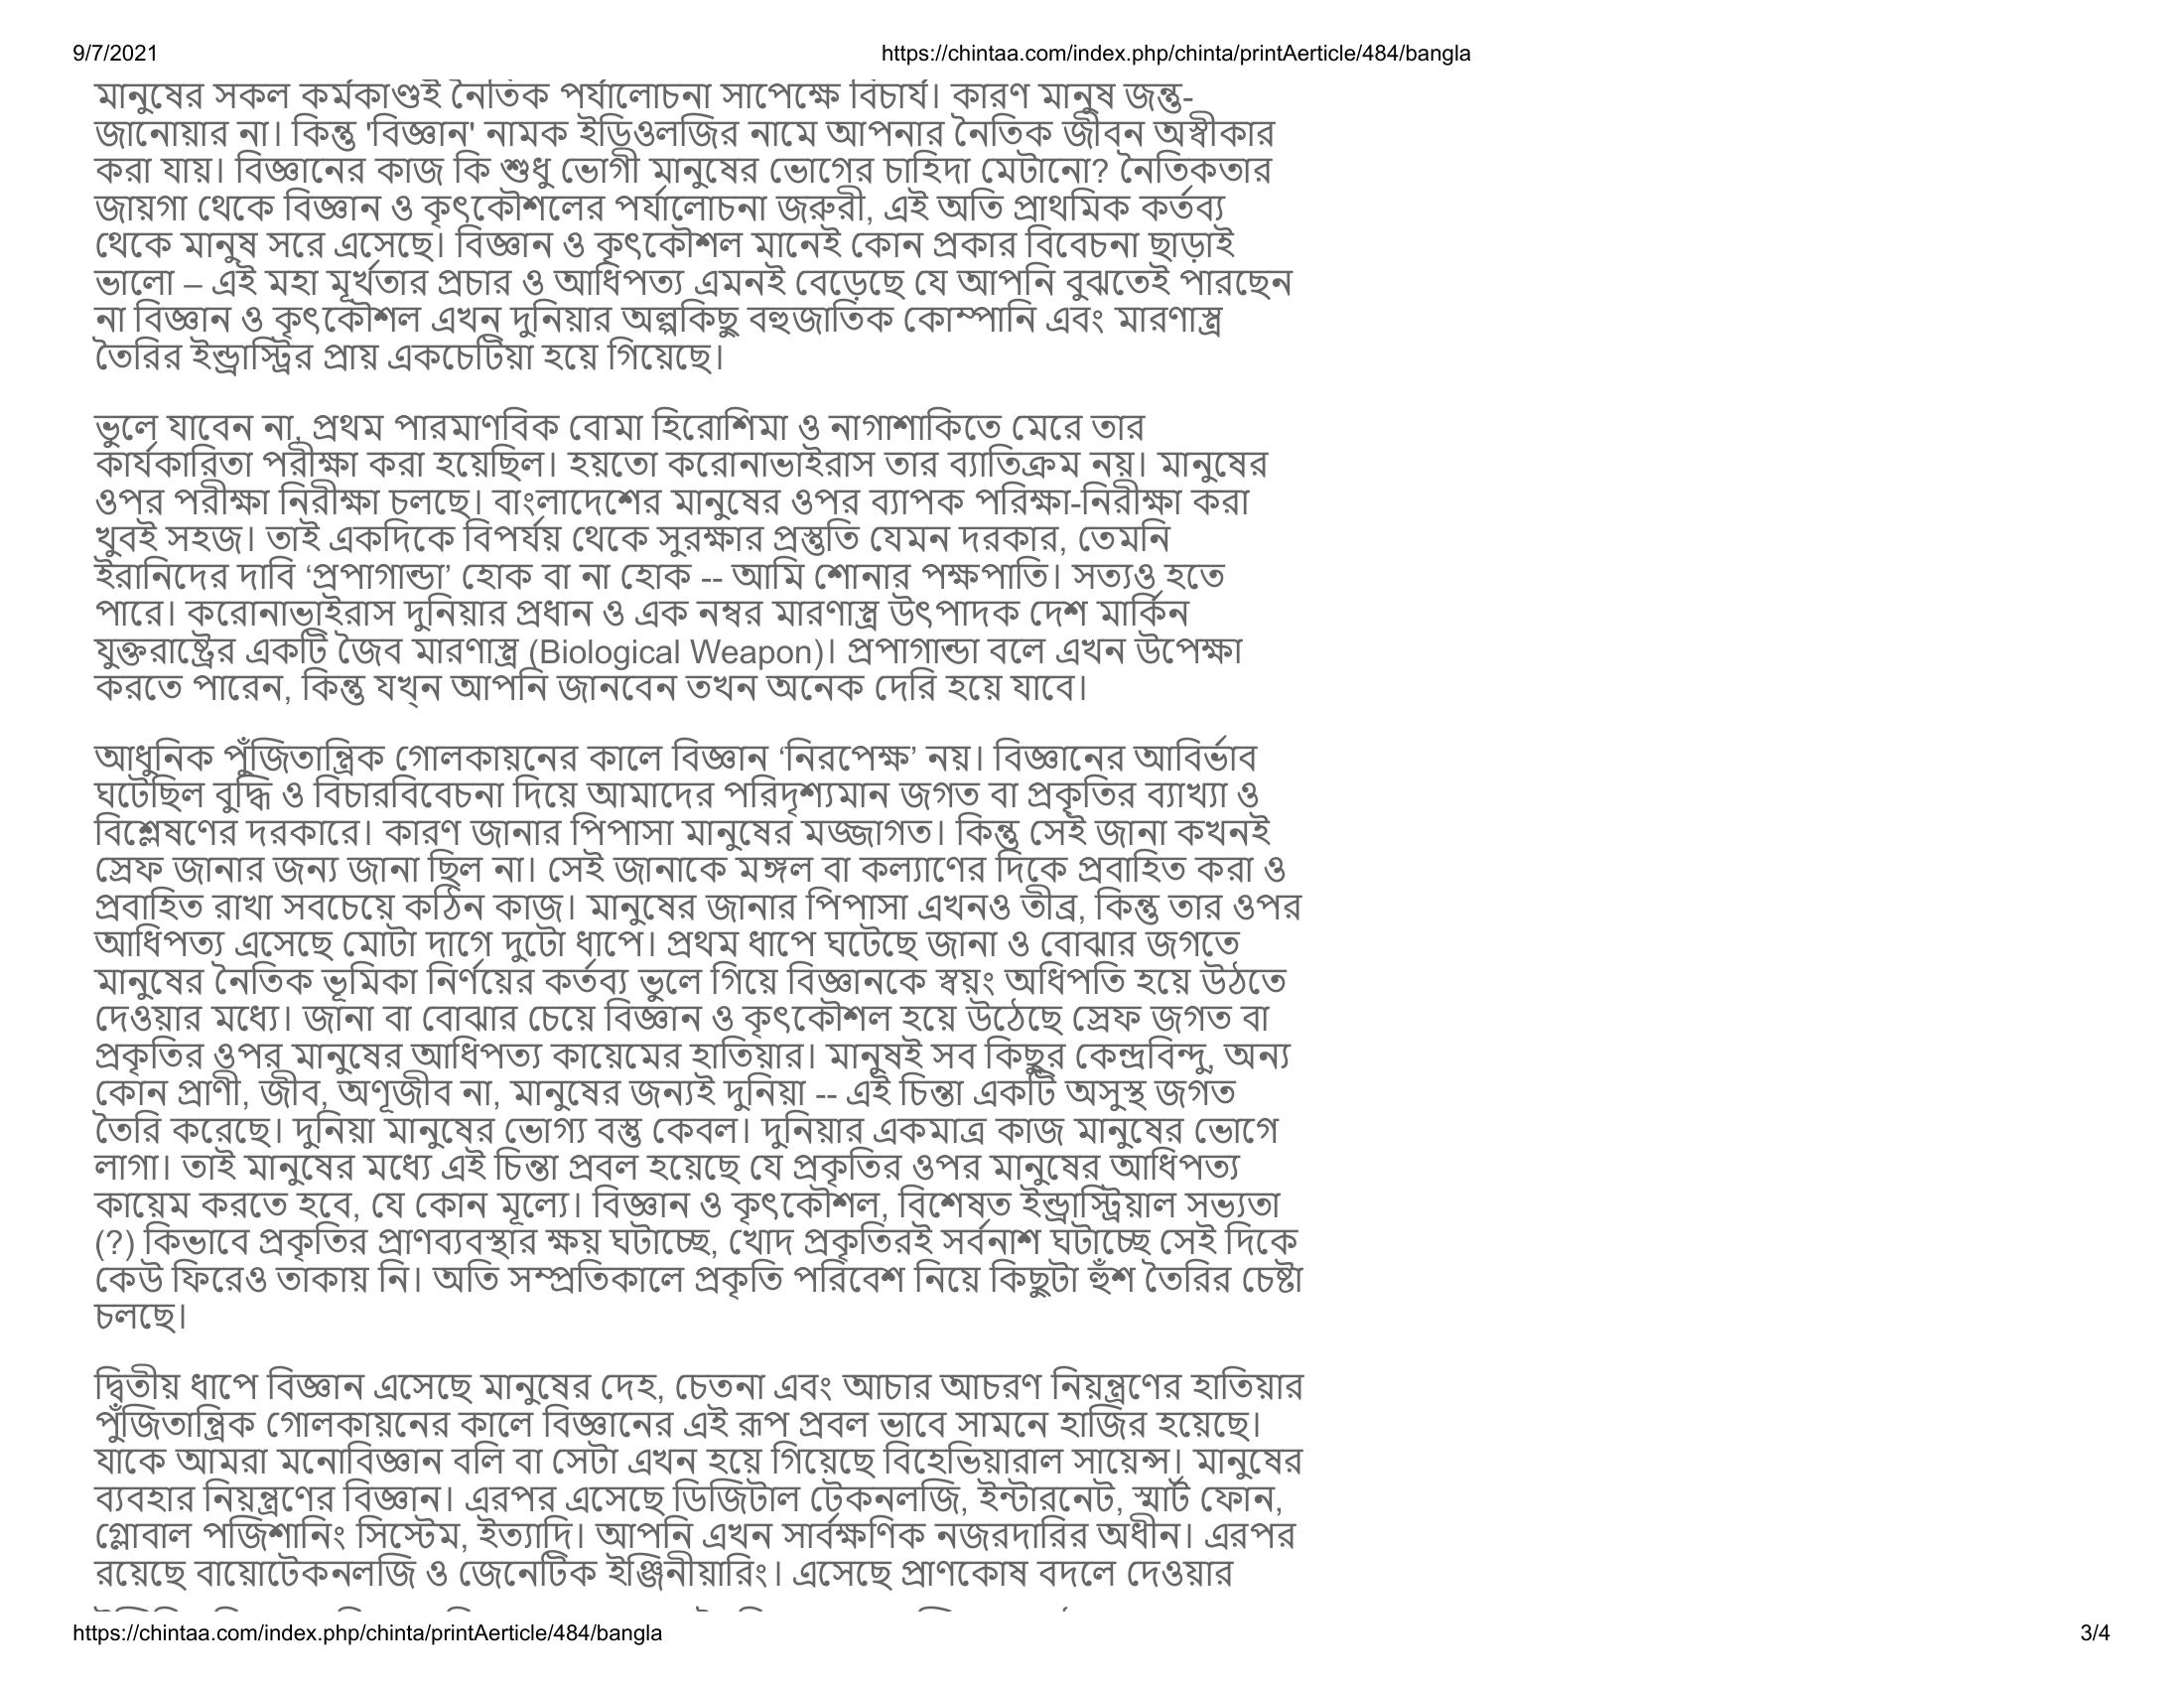 9/7/2021 https://chintaa.com/index.php/chinta/printAerticle/484/bangla
মানুষের সকল কর্মকাণ্ডই নৈতিক পর্যালোচনা সাপেক্ষে বিচার্য। কারণ মানুষ জন্তু-
জানোয়ার না। কিন্তু 'বিজ্ঞান' নামক ইডিওলজির নামে আপনার নৈতিক জীবন অস্বীকার
করা যায়। বিজ্ঞানের কাজ কি শুধু ভোগী মানুষের ভোগের চাহিদা মেটানো? নৈতিকতার
জায়গা থেকে বিজ্ঞান ও কৃৎকৌশলের পর্যালোচনা জরুরী, এই অতি প্রাথমিক কর্তব্য
থেকে মানুষ সরে এসেছে। বিজ্ঞান ও কৃৎকৌশল মানেই কোন প্রকার বিবেচনা ছাড়াই
ভালো – এই মহা মূর্খতার প্রচার ও আধিপত্য এমনই বেড়েছে যে আপনি বুঝতেই পারছেন
না বিজ্ঞান ও কৃৎকৌশল এখন দুনিয়ার অল্পকিছু বহুজাতিক কোম্পানি এবং মারণাস্ত্র
তৈরির ইন্ড্রাস্ট্রির প্রায় একচেটিয়া হয়ে গিয়েছে।
ভুলে যাবেন না, প্রথম পারমাণবিক বোমা হিরোশিমা ও নাগাশাকিতে মেরে তার
কার্যকারিতা পরীক্ষা করা হয়েছিল। হয়তো করোনাভাইরাস তার ব্যাতিক্রম নয়। মানুষের
ওপর পরীক্ষা নিরীক্ষা চলছে। বাংলাদেশের মানুষের ওপর ব্যাপক পরিক্ষা-নিরীক্ষা করা
খুবই সহজ। তাই একদিকে বিপর্যয় থেকে সুরক্ষার প্রস্তুতি যেমন দরকার, তেমনি
ইরানিদের দাবি ‘প্রপাগান্ডা’ হোক বা না হোক -- আমি শোনার পক্ষপাতি। সত্যও হতে
পারে। করোনাভাইরাস দুনিয়ার প্রধান ও এক নম্বর মারণাস্ত্র উৎপাদক দেশ মার্কিন
যুক্তরাষ্ট্রের একটি জৈব মারণাস্ত্র (Biological Weapon)। প্রপাগান্ডা বলে এখন উপেক্ষা
করতে পারেন, কিন্তু যখ্ন আপনি জানবেন তখন অনেক দেরি হয়ে যাবে।
আধুনিক পুঁজিতান্ত্রিক গোলকায়নের কালে বিজ্ঞান ‘নিরপেক্ষ’ নয়। বিজ্ঞানের আবির্ভাব
ঘটেছিল বুদ্ধি ও বিচারবিবেচনা দিয়ে আমাদের পরিদৃশ্যমান জগত বা প্রকৃতির ব্যাখ্যা ও
বিশ্লেষণের দরকারে। কারণ জানার পিপাসা মানুষের মজ্জাগত। কিন্তু সেই জানা কখনই
স্রেফ জানার জন্য জানা ছিল না। সেই জানাকে মঙ্গল বা কল্যাণের দিকে প্রবাহিত করা ও
প্রবাহিত রাখা সবচেয়ে কঠিন কাজ। মানুষের জানার পিপাসা এখনও তীব্র, কিন্তু তার ওপর
আধিপত্য এসেছে মোটা দাগে দুটো ধাপে। প্রথম ধাপে ঘটেছে জানা ও বোঝার জগতে
মানুষের নৈতিক ভূমিকা নির্ণয়ের কর্তব্য ভুলে গিয়ে বিজ্ঞানকে স্বয়ং অধিপতি হয়ে উঠতে
দেওয়ার মধ্যে। জানা বা বোঝার চেয়ে বিজ্ঞান ও কৃৎকৌশল হয়ে উঠেছে স্রেফ জগত বা
প্রকৃতির ওপর মানুষের আধিপত্য কায়েমের হাতিয়ার। মানুষই সব কিছুর কেন্দ্রবিন্দু, অন্য
কোন প্রাণী, জীব, অণূজীব না, মানুষের জন্যই দুনিয়া -- এই চিন্তা একটি অসুস্থ জগত
তৈরি করেছে। দুনিয়া মানুষের ভোগ্য বস্তু কেবল। দুনিয়ার একমাত্র কাজ মানুষের ভোগে
লাগা। তাই মানুষের মধ্যে এই চিন্তা প্রবল হয়েছে যে প্রকৃতির ওপর মানুষের আধিপত্য
কায়েম করতে হবে, যে কোন মূল্যে। বিজ্ঞান ও কৃৎকৌশল, বিশেষত ইন্ড্রাস্ট্রিয়াল সভ্যতা
(?) কিভাবে প্রকৃতির প্রাণব্যবস্থার ক্ষয় ঘটাচ্ছে, খোদ প্রকৃতিরই সর্বনাশ ঘটাচ্ছে সেই দিকে
কেউ ফিরেও তাকায় নি। অতি সম্প্রতিকালে প্রকৃতি পরিবেশ নিয়ে কিছুটা হুঁশ তৈরির চেষ্টা
চলছে।
দ্বিতীয় ধাপে বিজ্ঞান এসেছে মানুষের দেহ, চেতনা এবং আচার আচরণ নিয়ন্ত্রণের হাতিয়ার
পুঁজিতান্ত্রিক গোলকায়নের কালে বিজ্ঞানের এই রূপ প্রবল ভাবে সামনে হাজির হয়েছে।
যাকে আমরা মনোবিজ্ঞান বলি বা সেটা এখন হয়ে গিয়েছে বিহেভিয়ারাল সায়েন্স। মানুষের
ব্যবহার নিয়ন্ত্রণের বিজ্ঞান। এরপর এসেছে ডিজিটাল টেকনলজি, ইন্টারনেট, স্মার্ট ফোন,
গ্লোবাল পজিশানিং সিস্টেম, ইত্যাদি। আপনি এখন সার্বক্ষণিক নজরদারির অধীন। এরপর
রয়েছে বায়োটেকনলজি ও জেনেটিক ইঞ্জিনীয়ারিং। এসেছে প্রাণকোষ বদলে দেওয়ার
https://chintaa.com/index.php/chinta/printAerticle/484/bangla 3/4